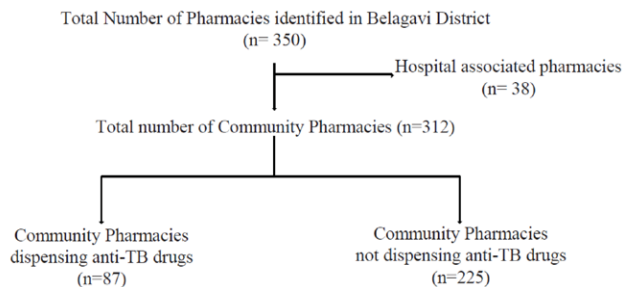 Total Number of Pharmacies identified in Belagavi District
(n= 350)
Hospital associated pharmacies
(n= 38)
Total number of Community Pharmacies (n=312)
Community Pharmacies
dispensing anti-TB drugs
(n=87)
Community Pharmacies
not dispensing anti-TB drugs
(n=225)